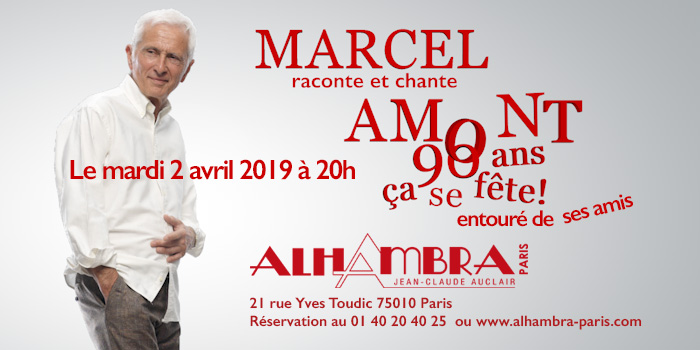 MARCEL
raconte et chante
AMONT
90 ans
ça se fête!
entouré de ses amis
Le mardi 2 avril 2019 à 20h
ALHAMBRA PARIS
JEAN-CLAUDE AUCLAIR
21 rue Yves Toudic 75010 Paris
Réservation au 01 40 20 40 25 ou www.alhambra-paris.com